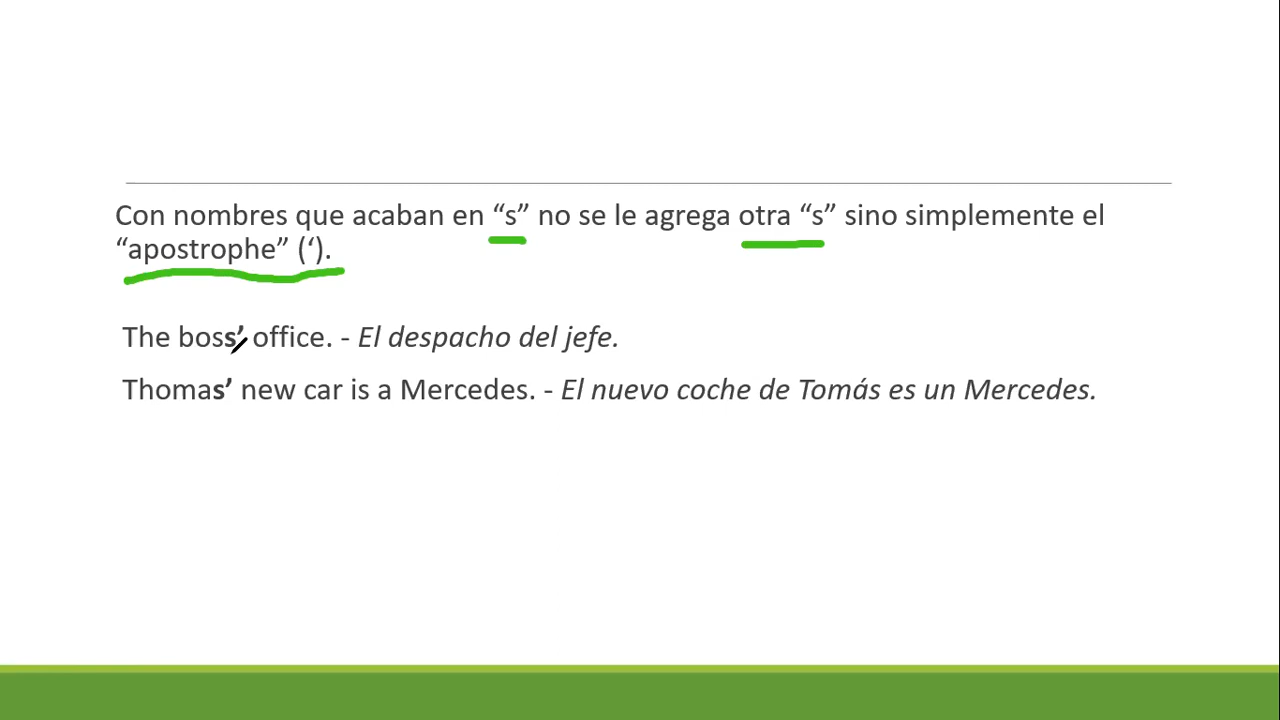 Con nombres que acaban en “s” no se le agrega otra “s” sino simplemente el
“apostrophe” (‘).
The boss’ office. - El despacho del jefe.
Thomas’ new car is a Mercedes. - El nuevo coche de Tomás es un Mercedes.